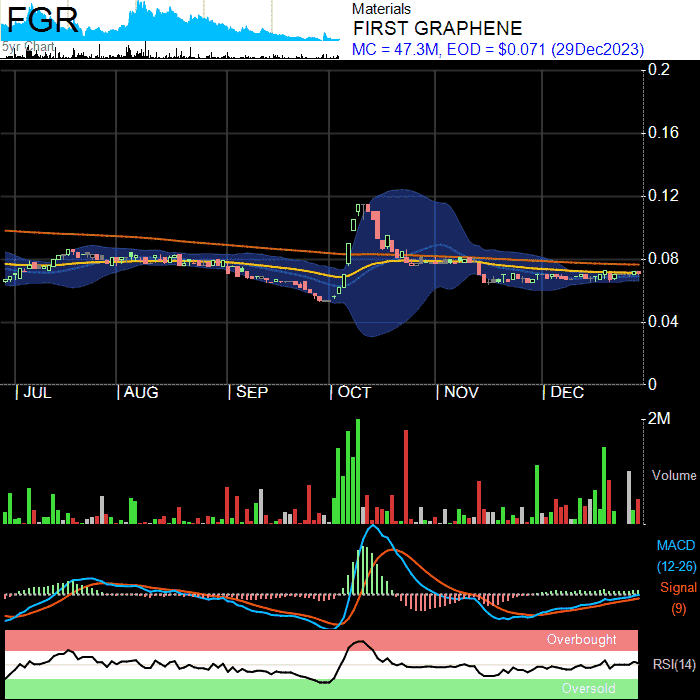 FGR
5yr Chart
Materials
FIRST GRAPHENE
MC = 47.3M, EOD = $0.071 (29Dec2023)
0.2
0.16
0.12
0.08
0.04
0
JUL AUG SEP OCT NOV DEC
2M
Volume
MACD
(12-26)
Signal
(9)
Overbought
RSI(14)
Oversold